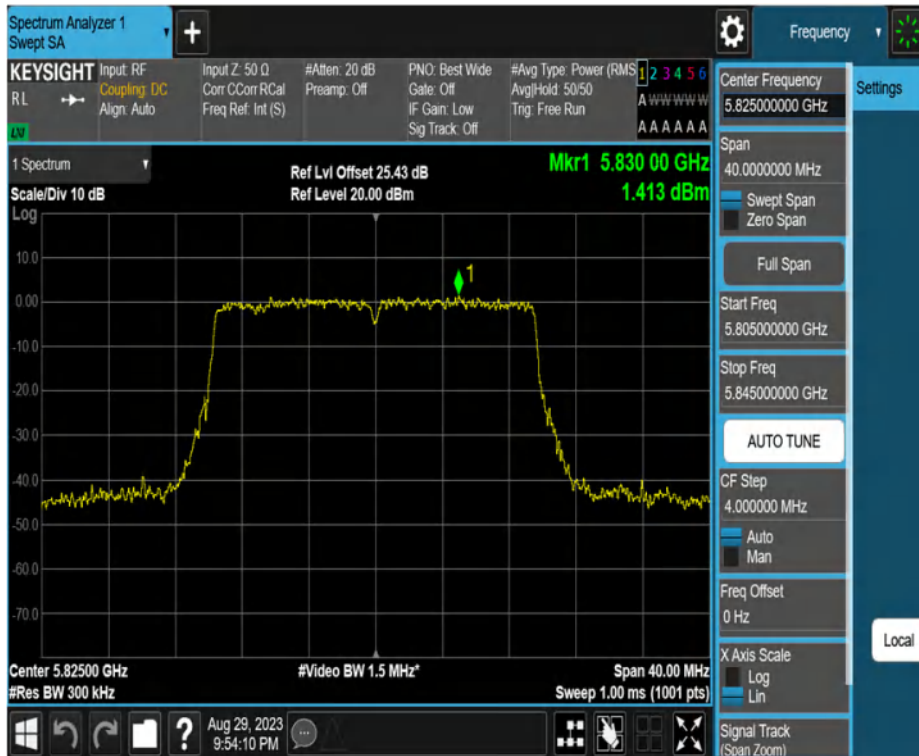 Spectrum Analyzer 1
Swept SA
Frequency
KEYSIGHT
RL
LXI
Input: RF
Coupling: DC
Align: Auto
Input Z: 50 Ω
Corr CCorr RCal
Freq Ref: Int (S)
#Atten: 20 dB
Preamp: Off
PNO: Best Wide
Gate: Off
IF Gain: Low
Sig Track: Off
#Avg Type: Power (RMS
Avg|Hold: 50/50
Trig: Free Run
1 2 3 4 5 6
A W W W W W
A A A A A A
1 Spectrum
Scale/Div 10 dB
Log
Ref Lvl Offset 25.43 dB
Ref Level 20.00 dBm
Mkr1 5.830 00 GHz
1.413 dBm
10.0
0.00
-10.0
-20.0
-30.0
-40.0
-50.0
-60.0
-70.0
1
Center 5.82500 GHz
#Res BW 300 kHz
#Video BW 1.5 MHz*
Span 40.00 MHz
Sweep 1.00 ms (1001 pts)
Aug 29, 2023
9:54:10 PM
Center Frequency
5.825000000 GHz
Span
40.0000000 MHz
Swept Span
Zero Span
Full Span
Start Freq
5.805000000 GHz
Stop Freq
5.845000000 GHz
AUTO TUNE
CF Step
4.000000 MHz
Auto
Man
Freq Offset
0 Hz
X Axis Scale
Log
Lin
Signal Track
(Span Zoom)
Settings
Local